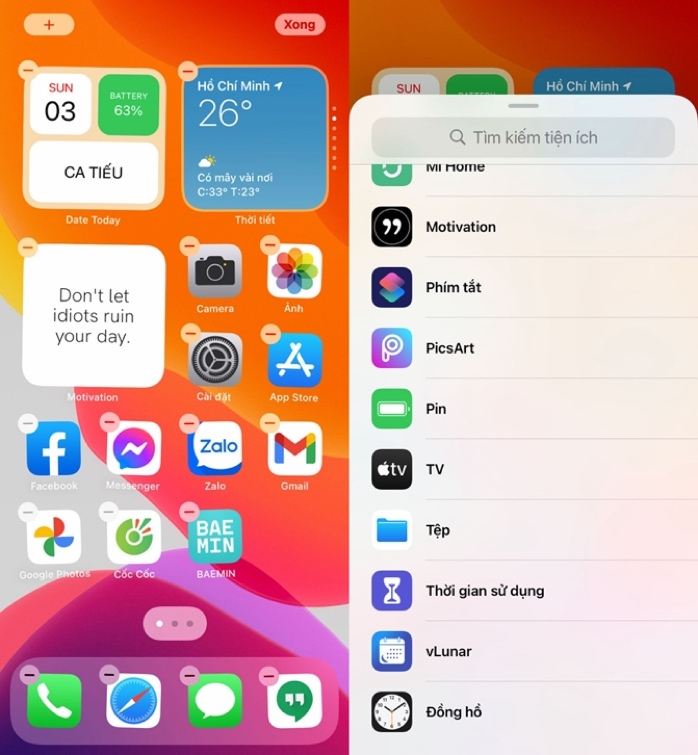 +
Xong
SUN
03
BATTERY
63%
CA TIẾU
Date Today
Hồ Chí Minh
26°
Có mây vài nơi
C:33° T:23°
Thời tiết
Don't let
idiots ruin
your day.
Motivation
Camera
Ảnh
Cài đặt
App Store
Facebook
Messenger
Zalo
Zalo
Gmail
Google Photos
Cốc Cốc
BAE
MIN
BAEMIN
SUN
BATTERY
Hồ Chí Minh
Tìm kiếm tiện ích
Mi Home
Motivation
Phím tắt
PicsArt
Pin
tv
TV
Tệp
Thời gian sử dụng
vLunar
Đồng hồ